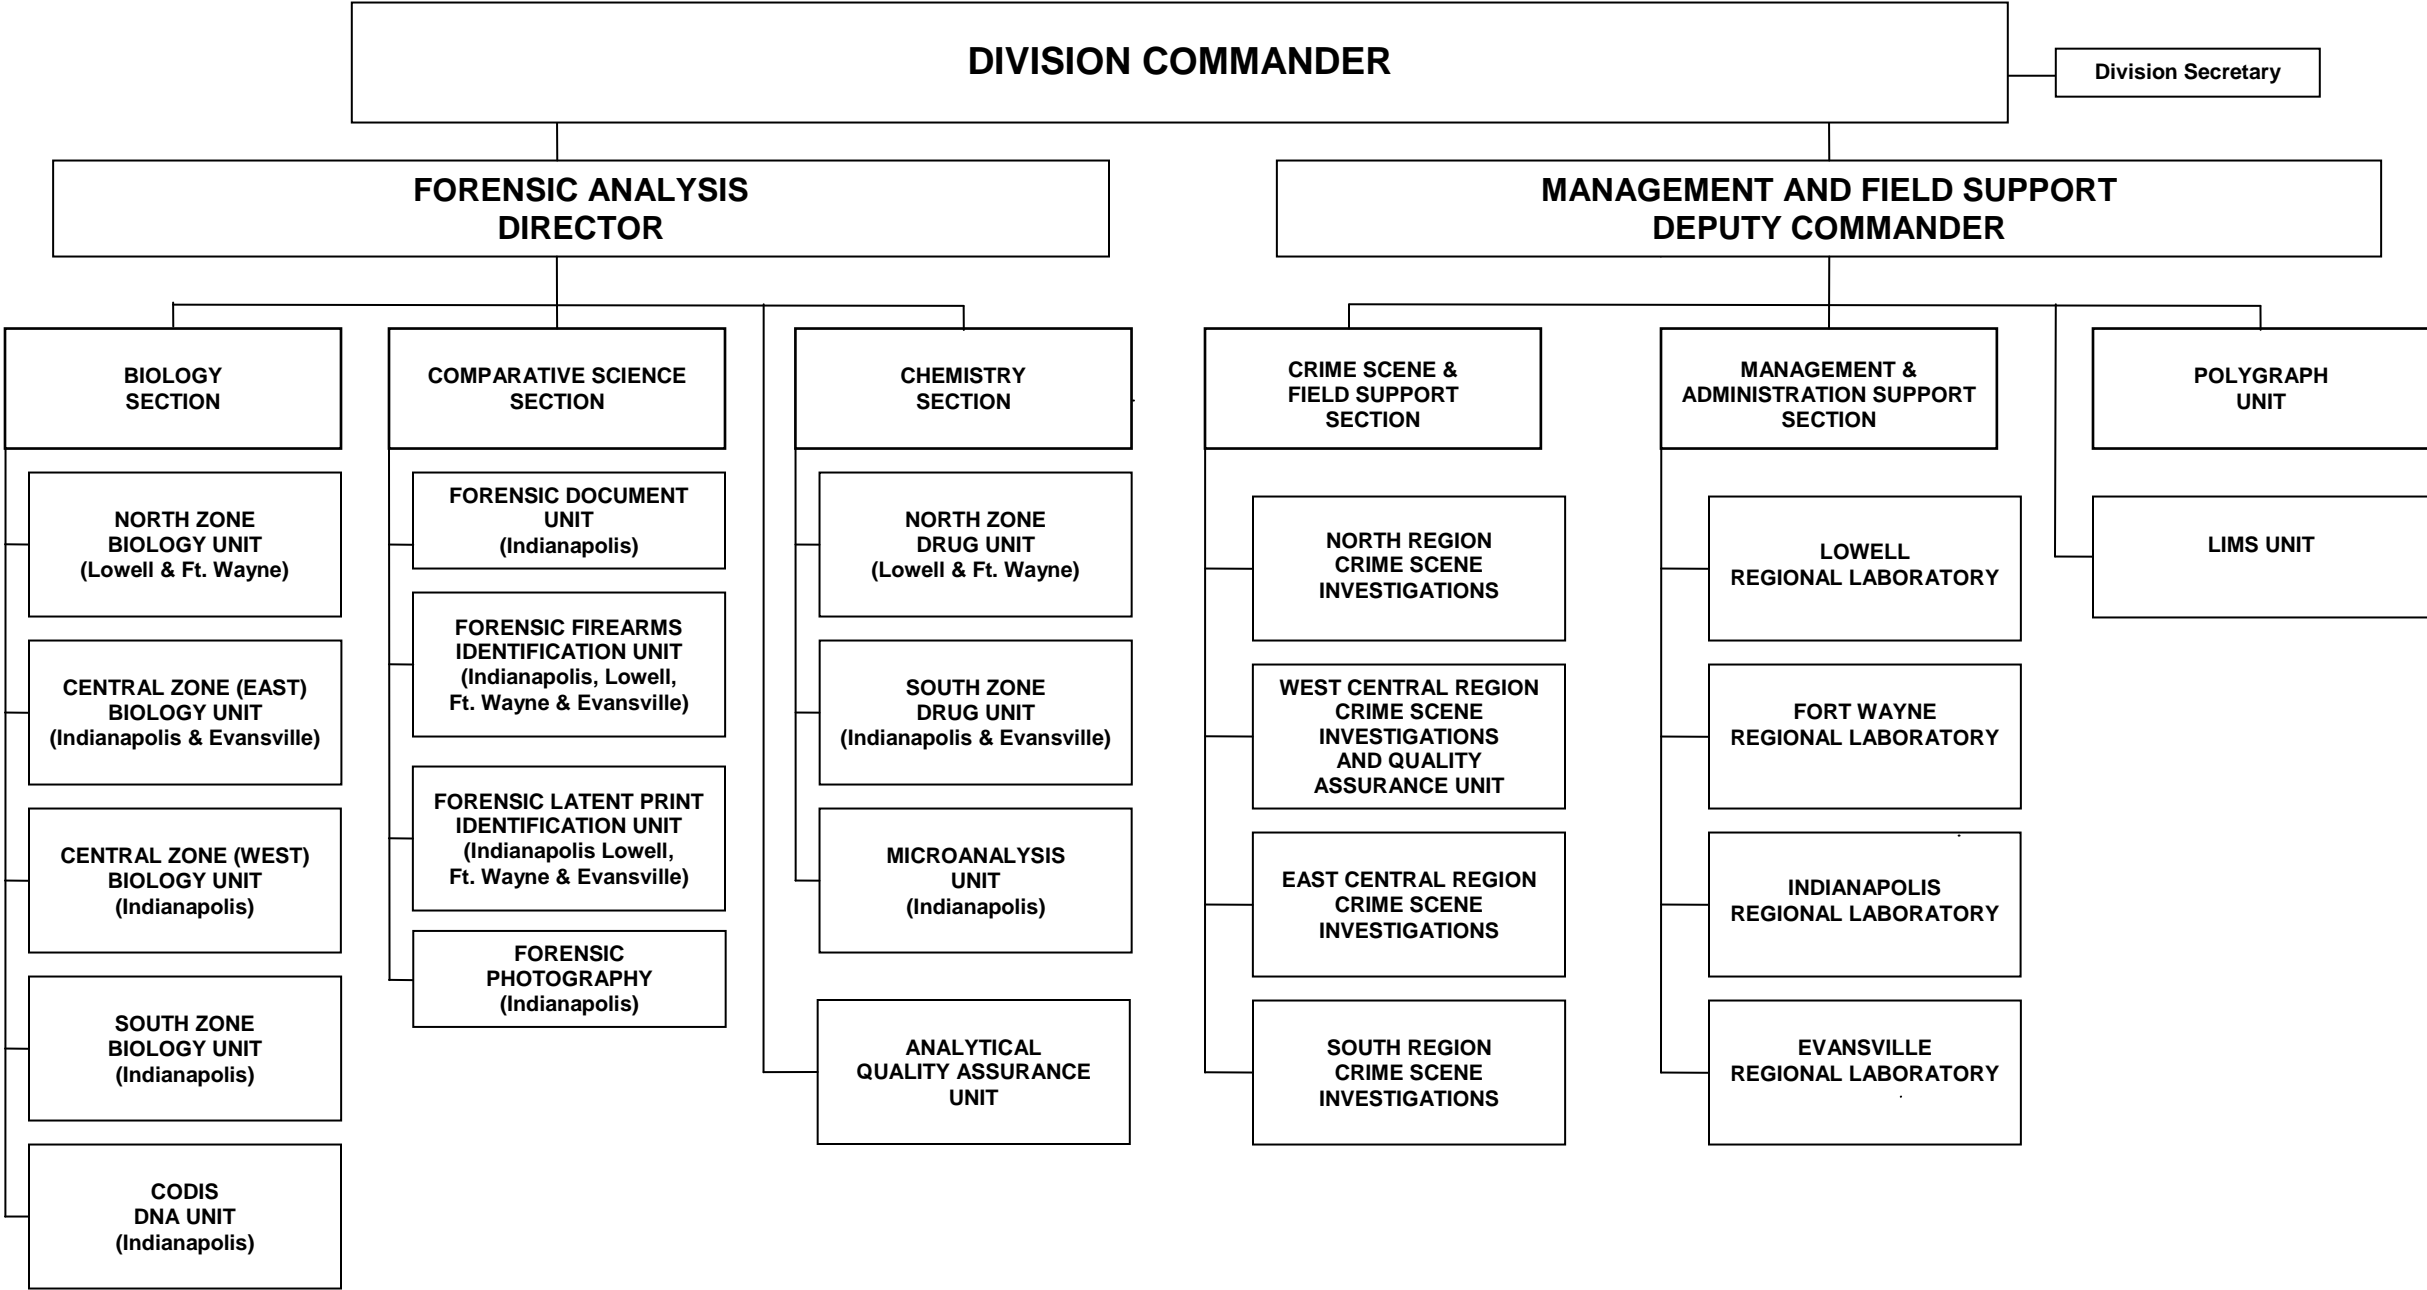 DIVISION COMMANDER
Division Secretary
FORENSIC ANALYSIS
DIRECTOR
MANAGEMENT AND FIELD SUPPORT
DEPUTY COMMANDER
BIOLOGY
SECTION
NORTH ZONE
BIOLOGY UNIT
(Lowell & Ft. Wayne)
CENTRAL ZONE (EAST)
BIOLOGY UNIT
(Indianapolis & Evansville)
CENTRAL ZONE (WEST)
BIOLOGY UNIT
(Indianapolis)
SOUTH ZONE
BIOLOGY UNIT
(Indianapolis)
CODIS
DNA UNIT
(Indianapolis)
COMPARATIVE SCIENCE
SECTION
FORENSIC DOCUMENT
UNIT
(Indianapolis)
FORENSIC FIREARMS
IDENTIFICATION UNIT
(Indianapolis, Lowell,
Ft. Wayne & Evansville)
FORENSIC LATENT PRINT
IDENTIFICATION UNIT
(Indianapolis Lowell,
Ft. Wayne & Evansville)
FORENSIC
PHOTOGRAPHY
(Indianapolis)
CHEMISTRY
SECTION
NORTH ZONE
DRUG UNIT
(Lowell & Ft. Wayne)
SOUTH ZONE
DRUG UNIT
(Indianapolis & Evansville)
MICROANALYSIS
UNIT
(Indianapolis)
ANALYTICAL
QUALITY ASSURANCE
UNIT
CRIME SCENE &
FIELD SUPPORT
SECTION
NORTH REGION
CRIME SCENE
INVESTIGATIONS
WEST CENTRAL REGION
CRIME SCENE
INVESTIGATIONS
AND QUALITY
ASSURANCE UNIT
EAST CENTRAL REGION
CRIME SCENE
INVESTIGATIONS
SOUTH REGION
CRIME SCENE
INVESTIGATIONS
MANAGEMENT &
ADMINISTRATION SUPPORT
SECTION
LOWELL
REGIONAL LABORATORY
FORT WAYNE
REGIONAL LABORATORY
INDIANAPOLIS
REGIONAL LABORATORY
EVANSVILLE
REGIONAL LABORATORY
POLYGRAPH
UNIT
LIMS UNIT